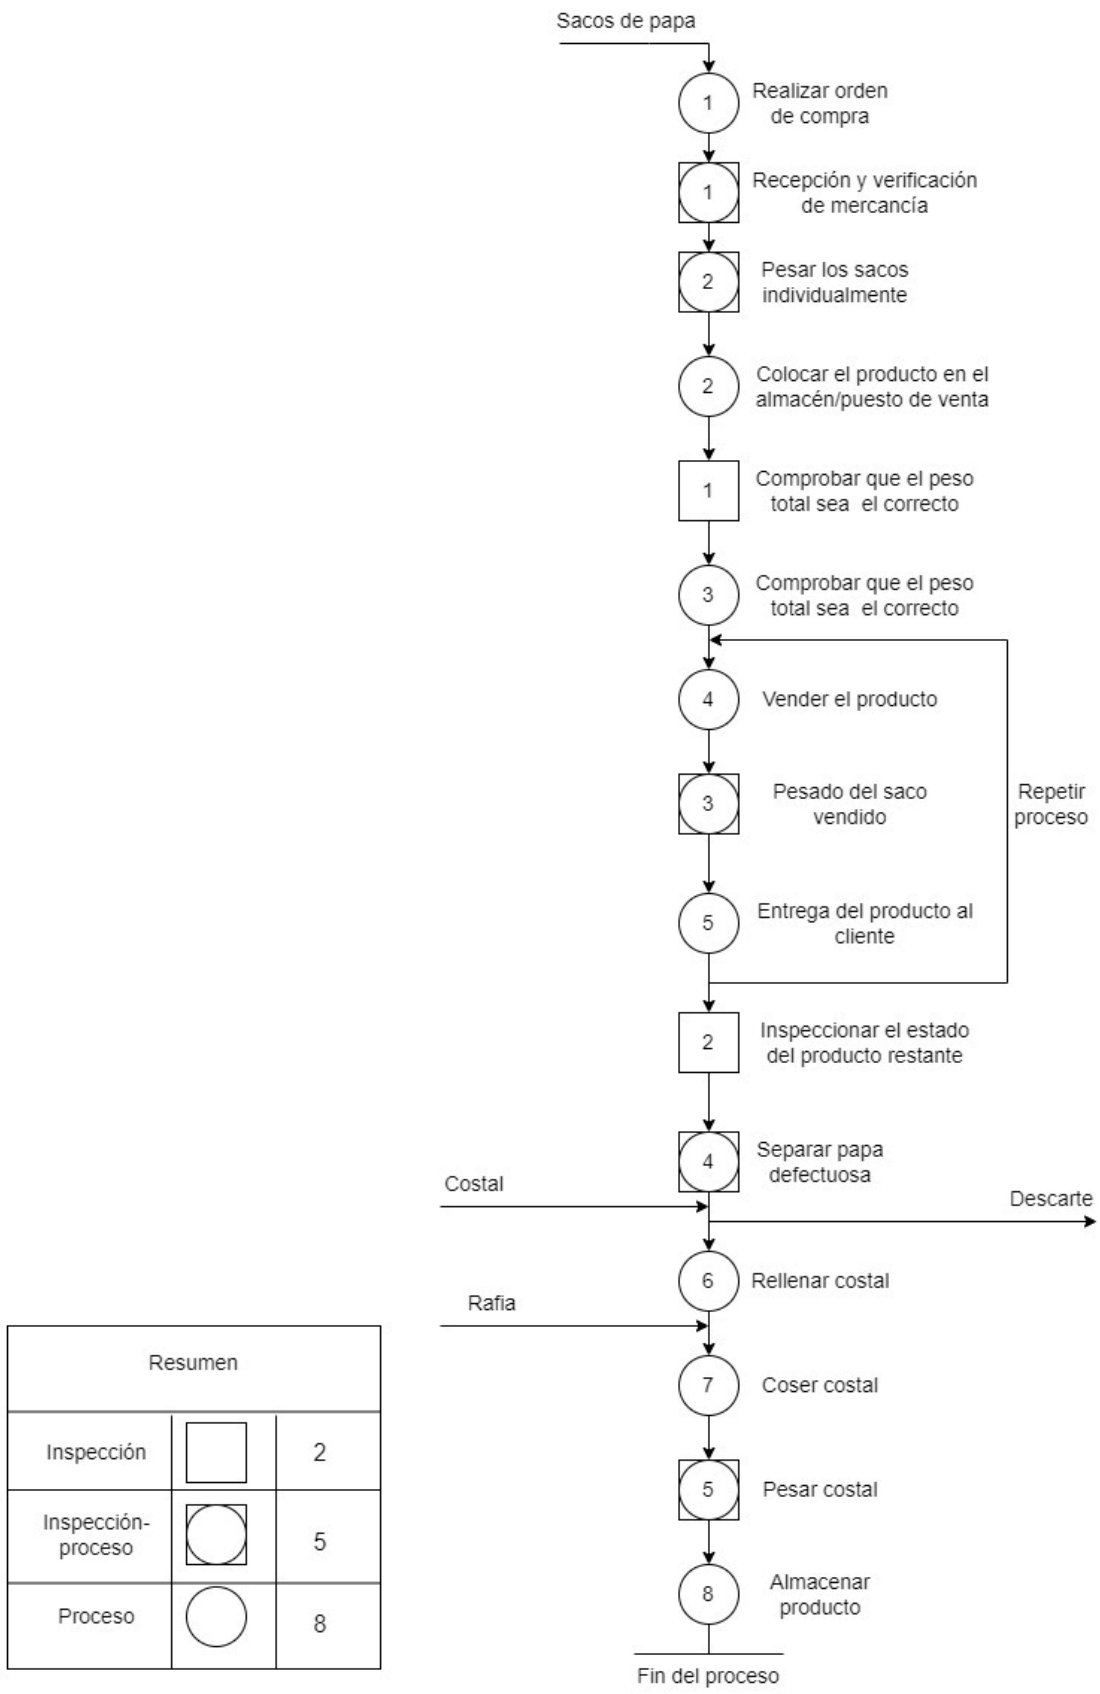 Sacos de papa
1
Realizar orden
de compra
1
Recepción y verificación
de mercancía
2
Pesar los sacos
individualmente
2
Colocar el producto en el
almacén/puesto de venta
1
Comprobar que el peso
total sea el correcto
3
Comprobar que el peso
total sea el correcto
4
Vender el producto
3
Pesado del saco
vendido
Repetir
proceso
5
Entrega del producto al
cliente
2
Inspeccionar el estado
del producto restante
4
Separar papa
defectuosa
Costal
Descarte
6
Rellenar costal
Rafia
7
Coser costal
5
Pesar costal
8
Almacenar
producto
Fin del proceso
Resumen
Inspección
2
Inspección-
proceso
5
Proceso
8